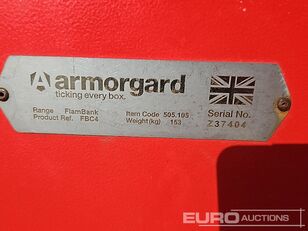 armorgard
ticking every box.
Range FlamBank Item Code 505.195 Serial No.
Product Ref. FBC4 Weight(kg) 153 Z37404
EURO AUCTIONS